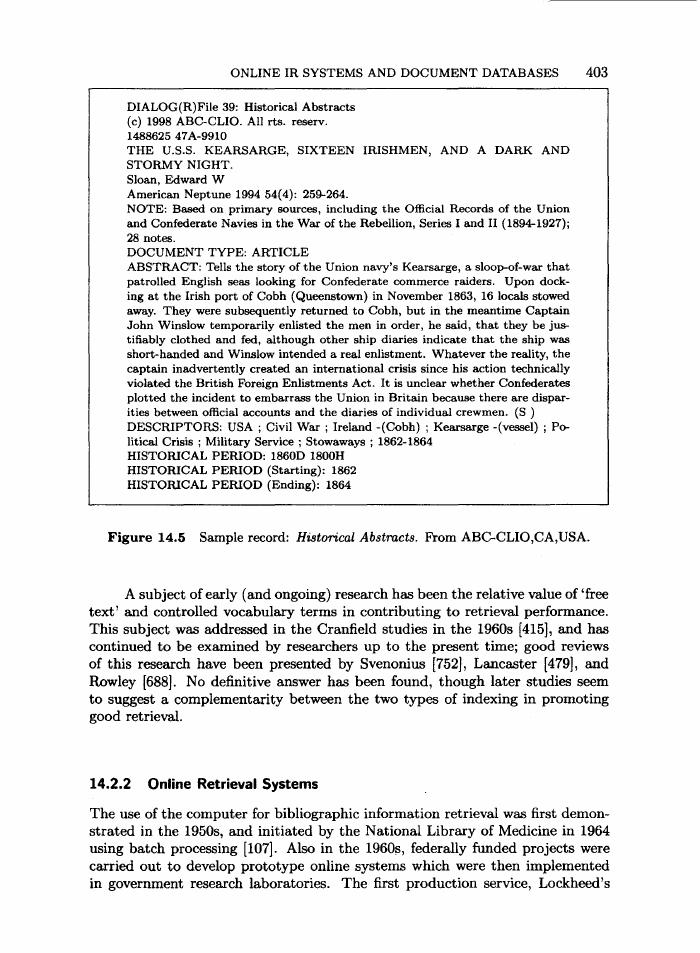 ONLINE IR SYSTEMS AND DOCUMENT DATABASES 403
DIALOG(R)File 39: Historical Abstracts
(c) 1998 ABC-CLIO. All rts. reserv.
1488625 47A-9910
THE U.S.S. KEARSARGE, SIXTEEN IRISHMEN, AND A DARK AND
STORMY NIGHT.
Sloan, Edward W
American Neptune 1994 54(4): 259-264.
NOTE: Based on primary sources, including the Official Records of the Union
and Confederate Navies in the War of the Rebellion, Series I and II (1894-1927);
28 notes.
DOCUMENT TYPE: ARTICLE
ABSTRACT: Tells the story of the Union navy's Kearsarge, a sloop-of-war that
patrolled English seas looking for Confederate commerce raiders. Upon dock-
ing at the Irish port of Cobh (Queenstown) in November 1863, 16 locals stowed
away. They were subsequently returned to Cobh, but in the meantime Captain
John Winslow temporarily enlisted the men in order, he said, that they be jus-
tifiably clothed and fed, although other ship diaries indicate that the ship was
short-handed and Winslow intended a real enlistment. Whatever the reality, the
captain inadvertently created an international crisis since his action technically
violated the British Foreign Enlistments Act. It is unclear whether Confederates
plotted the incident to embarrass the Union in Britain because there are dispar-
ities between official accounts and the diaries of individual crewmen. (S )
DESCRIPTORS: USA ; Civil War ; Ireland -(Cobh) ; Kearsarge -(vessel) ; Po-
litical Crisis ; Military Service ; Stowaways ; 1862-1864
HISTORICAL PERIOD: 1860D 1800H
HISTORICAL PERIOD (Starting): 1862
HISTORICAL PERIOD (Ending): 1864
Figure 14.5 Sample record: Historical Abstracts. From ABC-CLIO,CA,USA.
A subject of early (and ongoing) research has been the relative value of 'free
text' and controlled vocabulary terms in contributing to retrieval performance.
This subject was addressed in the Cranfield studies in the 1960s [415], and has
continued to be examined by researchers up to the present time; good reviews
of this research have been presented by Svenonius [752], Lancaster [479], and
Rowley [688]. No definitive answer has been found, though later studies seem
to suggest a complementarity between the two types of indexing in promoting
good retrieval.
14.2.2 Online Retrieval Systems
The use of the computer for bibliographic information retrieval was first demon-
strated in the 1950s, and initiated by the National Library of Medicine in 1964
using batch processing [107]. Also in the 1960s, federally funded projects were
carried out to develop prototype online systems which were then implemented
in government research laboratories. The first production service, Lockheed's